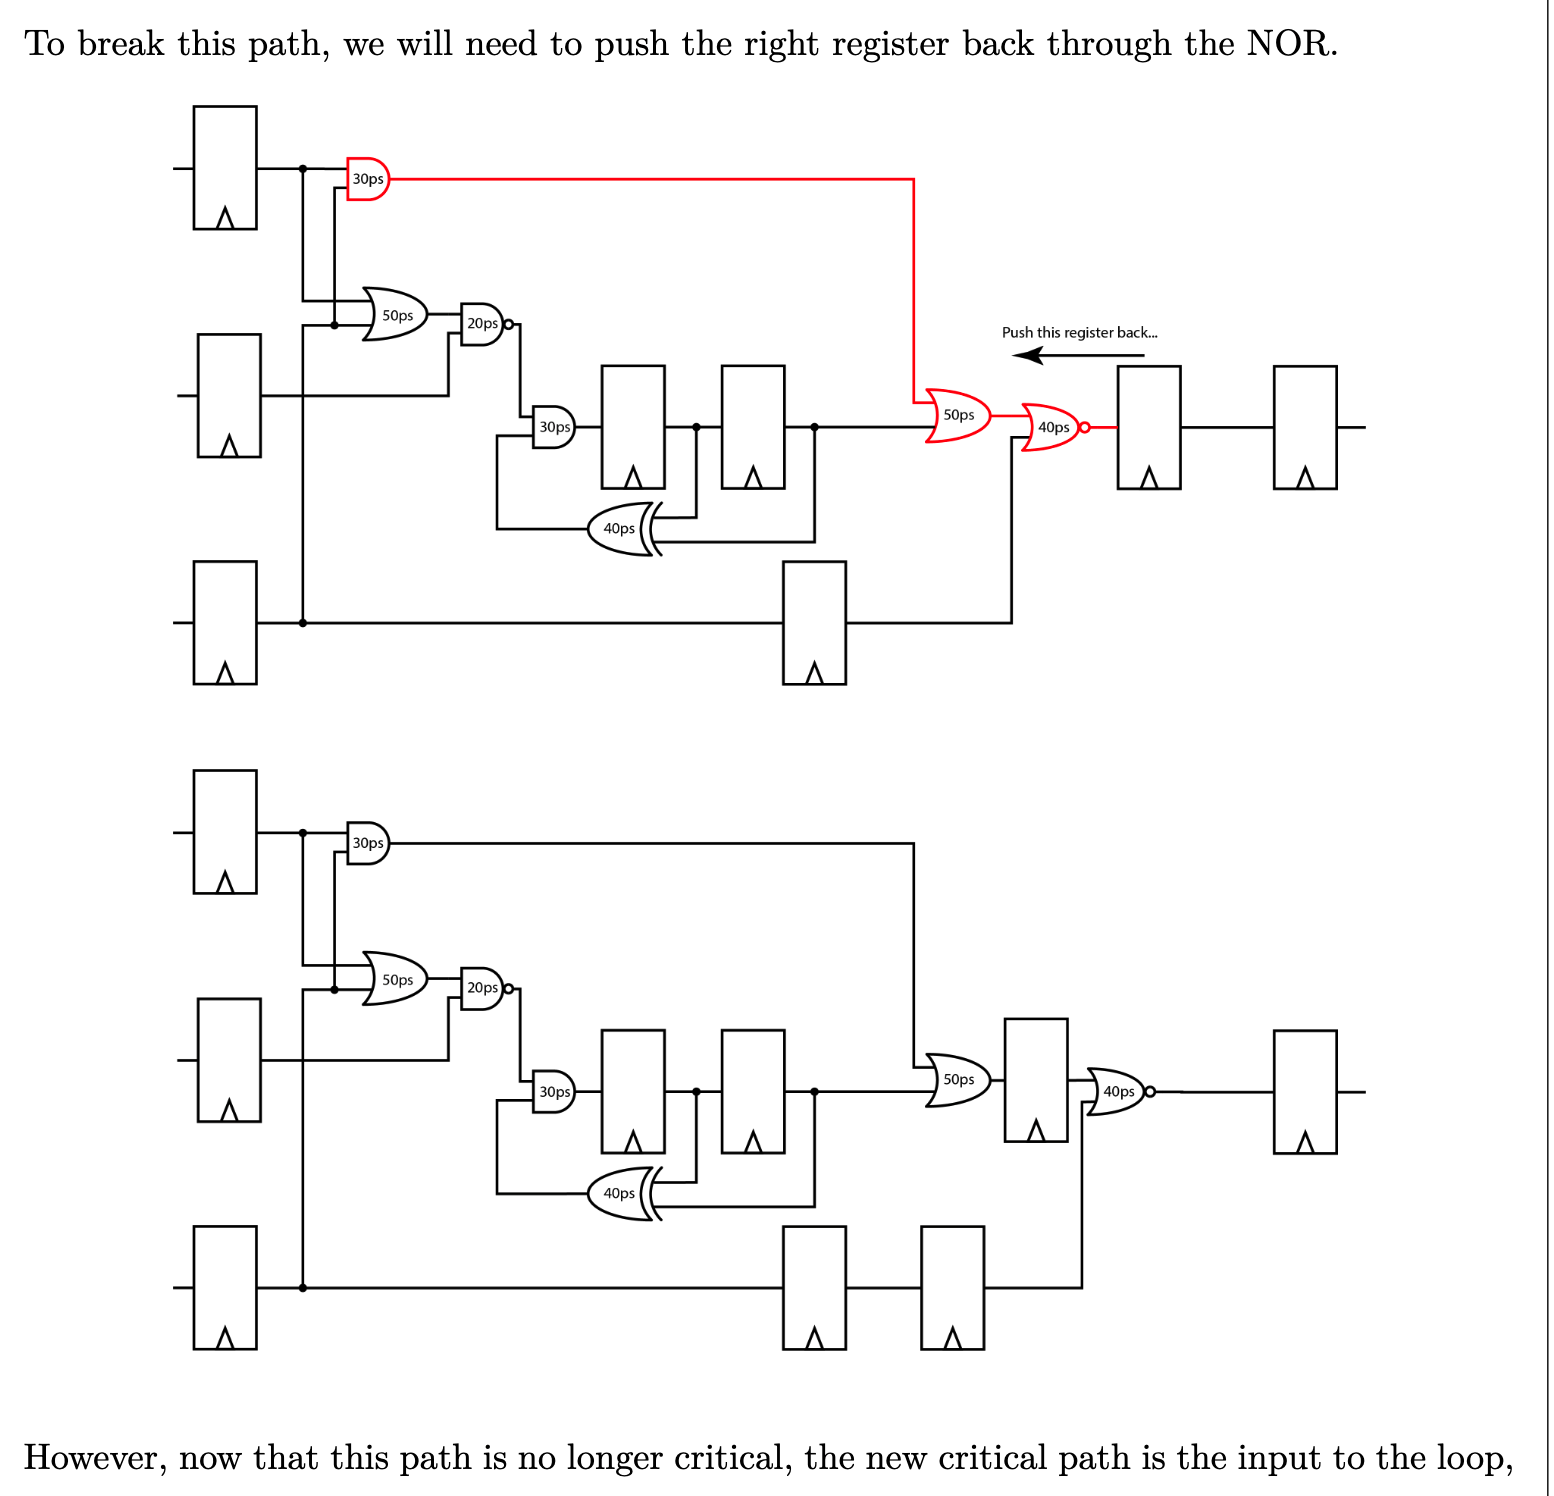 To break this path, we will need to push the right register back through the NOR.
30ps
50ps
20ps
Push this register back...
50ps
40ps
30ps
40ps
30ps
50ps
20ps
50ps
40ps
30ps
40ps
However, now that this path is no longer critical, the new critical path is the input to the loop,